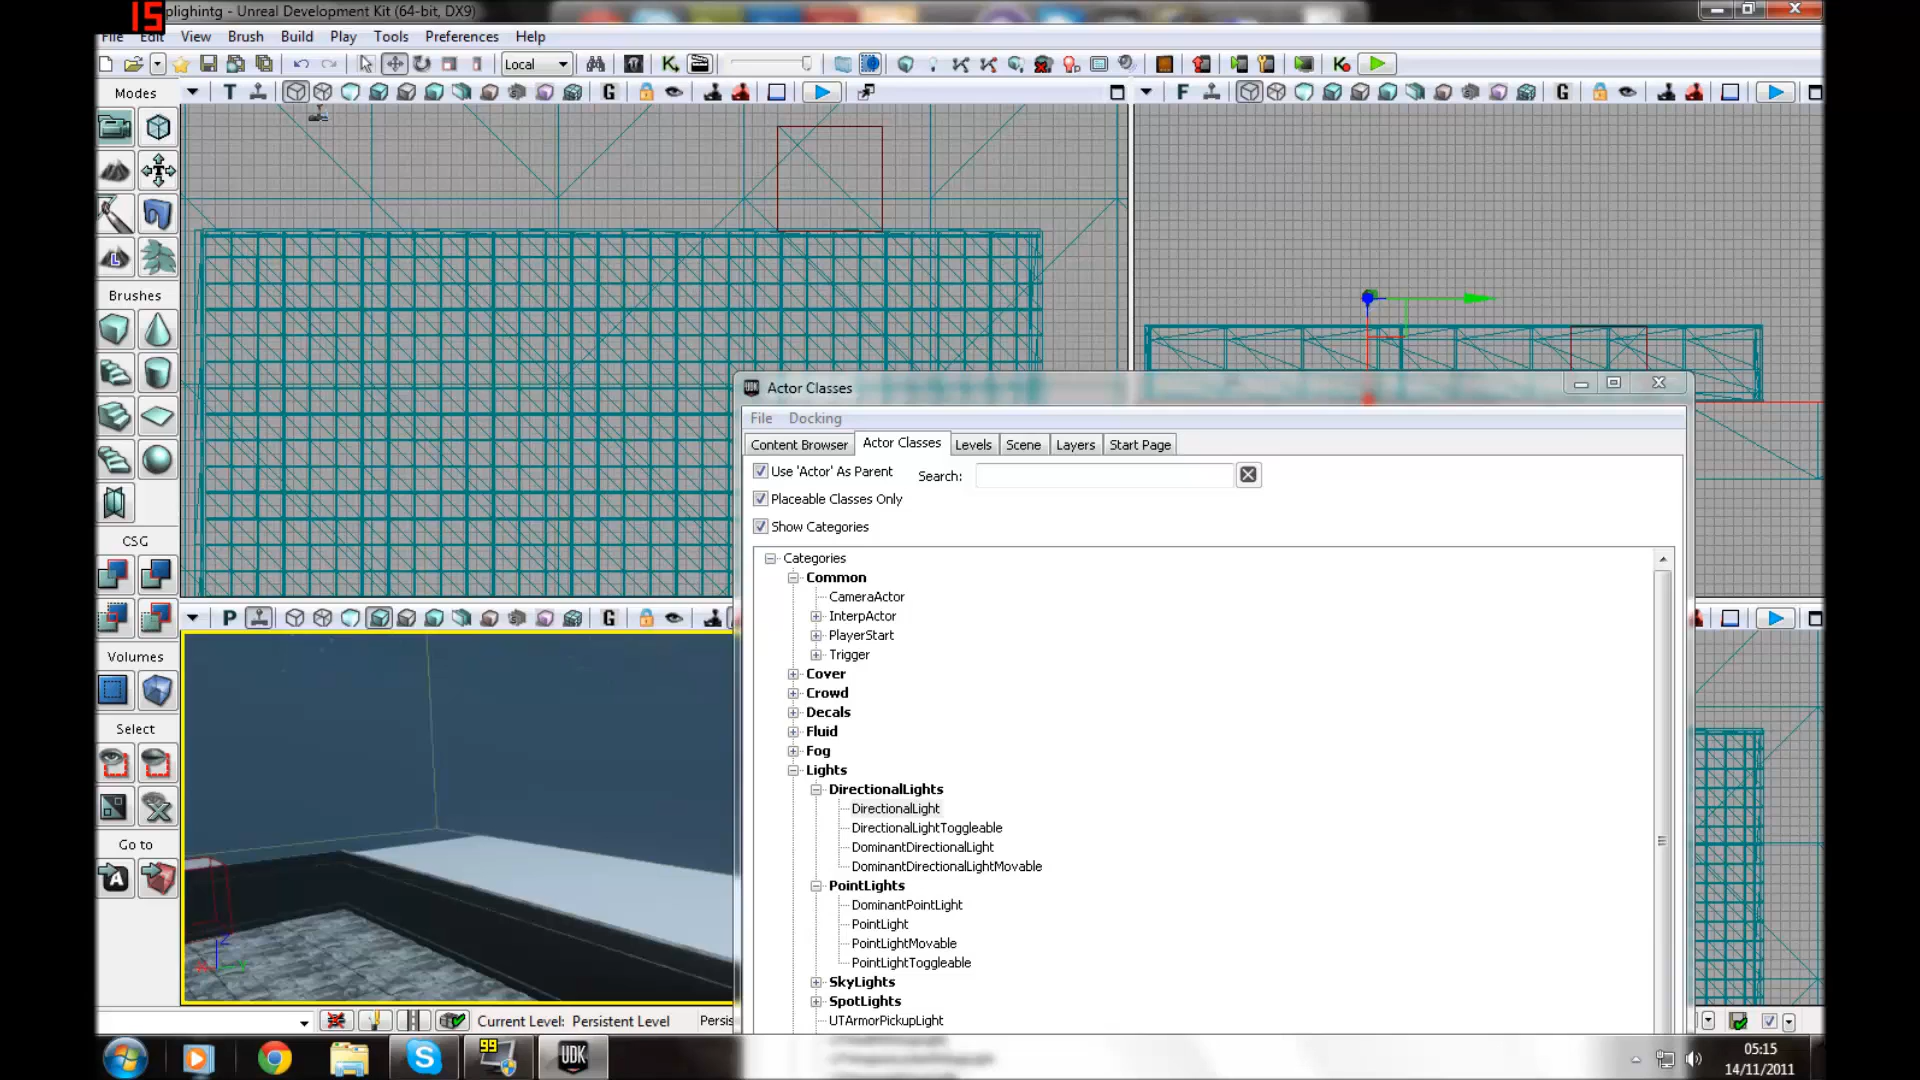 15
plighintg - Unreal Development Kit (64-bit, DX9)
File Edit View Brush Build Play Tools Preferences Help
Local
Modes
T G F G
Brushes
CSG
Volumes
Select
Go to
Actor Classes
File Docking
Content Browser Actor Classes Levels Scene Layers Start Page
Use 'Actor' As Parent Search:
Placeable Classes Only
Show Categories
Categories
Common
CameraActor
InterpActor
PlayerStart
Trigger
Cover
Crowd
Decals
Fluid
Fog
Lights
DirectionalLights
DirectionalLight
DirectionalLightToggleable
DominantDirectionalLight
DominantDirectionalLightMovable
PointLights
DominantPointLight
PointLight
PointLightMovable
PointLightToggleable
SkyLights
SpotLights
UTArmorPickupLight
P G
Current Level: Persistent Level Persis
99
UDK
05:15
14/11/2011